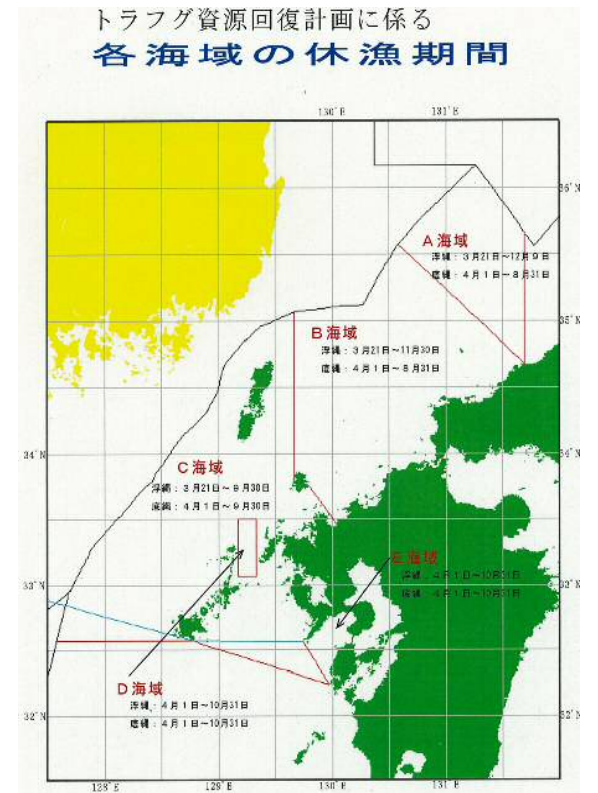 トラフグ資源回復計画に係る
各海域の休漁期間
130°E
131°E
36°N
A海域
浮縄:3月21日~12月9日
底縄:4月1日~8月31日
35°N
35°N
B海域
浮縄:3月21日~11月30日
底縄:4月1日~8月31日
34°N
34°N
C海域
浮縄:3月21日~9月30日
底縄:4月1日~9月30日
E海域
浮縄:4月1日~10月31日
底縄:4月1日~10月31日
33°N
33°N
D海域
浮縄:4月1日~10月31日
底縄:4月1日~10月31日
32°N
32°N
128°E
129°E
130°E
131°E